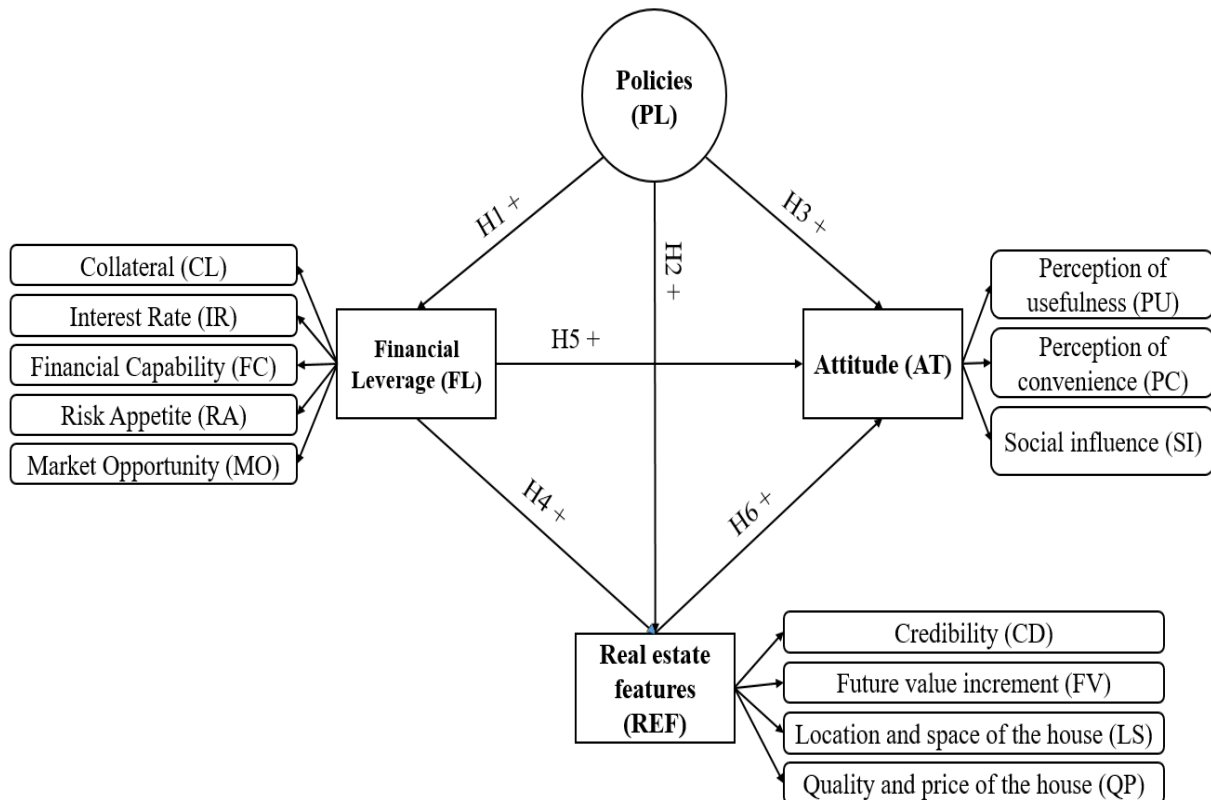 Policies
(PL)
H1 +
H2 +
H3 +
Collateral (CL)
Interest Rate (IR)
Financial Capability (FC)
Risk Appetite (RA)
Market Opportunity (MO)
Financial
Leverage (FL)
H5 +
Attitude (AT)
Perception of
usefulness (PU)
Perception of
convenience (PC)
Social influence (SI)
H4 +
H6 +
Real estate
features
(REF)
Credibility (CD)
Future value increment (FV)
Location and space of the house (LS)
Quality and price of the house (QP)